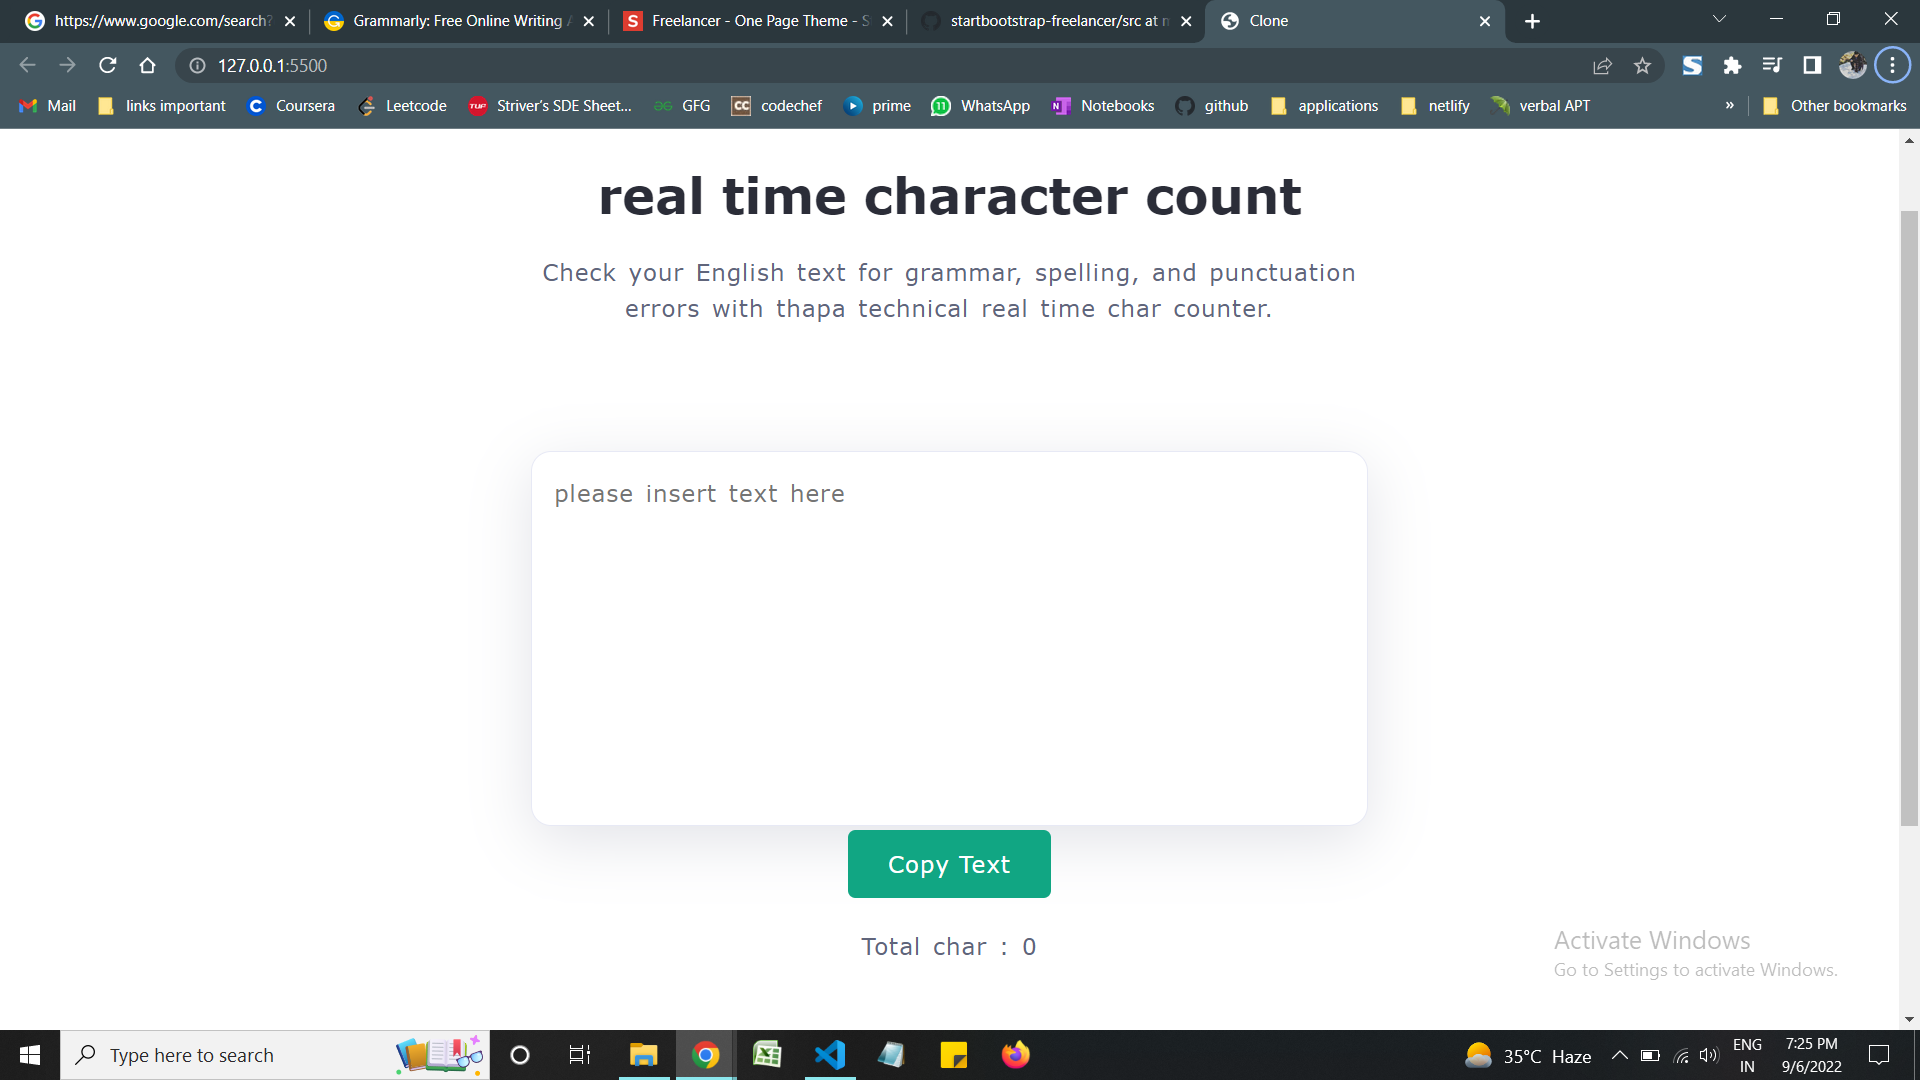 https://www.google.com/search?
Grammarly: Free Online Writing A
Freelancer - One Page Theme - S
startbootstrap-freelancer/src at m
Clone
127.0.0.1:5500
Mail
links important
Coursera
Leetcode
TUF
Striver's SDE Sheet...
GFG
CC
codechef
prime
11
WhatsApp
N
Notebooks
github
applications
netlify
verbal APT
»
Other bookmarks
real time character count
Check your English text for grammar, spelling, and punctuation
errors with thapa technical real time char counter.
please insert text here
Copy Text
Total char : 0
Activate Windows
Go to Settings to activate Windows.
Type here to search
35°C Haze
ENG
IN
7:25 PM
9/6/2022